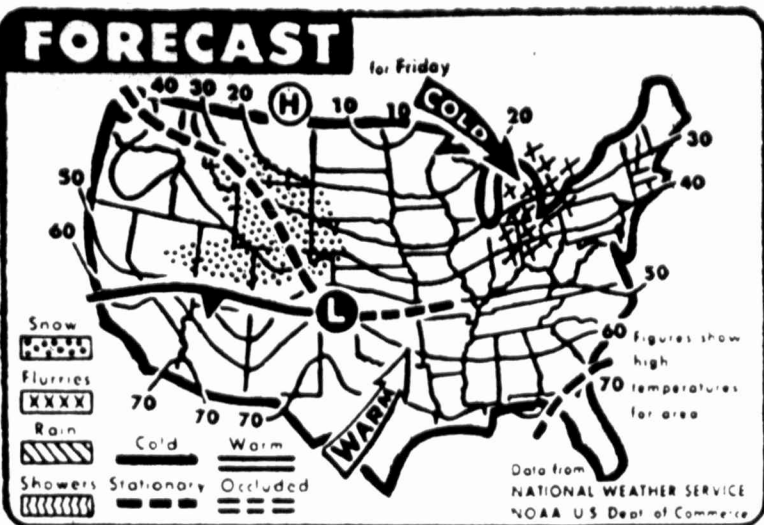 FORECAST
for Friday
40 30 20 H 10 10 COLD 20
30
40
50
60
L
50
60
70
70 70 70
WARM
Snow
Flurries
XXXX
Rain
Showers
Cold Warm
Stationary Occluded
Figures show
high
temperatures
for area
Data from
NATIONAL WEATHER SERVICE
NOAA U S Dept of Commerce